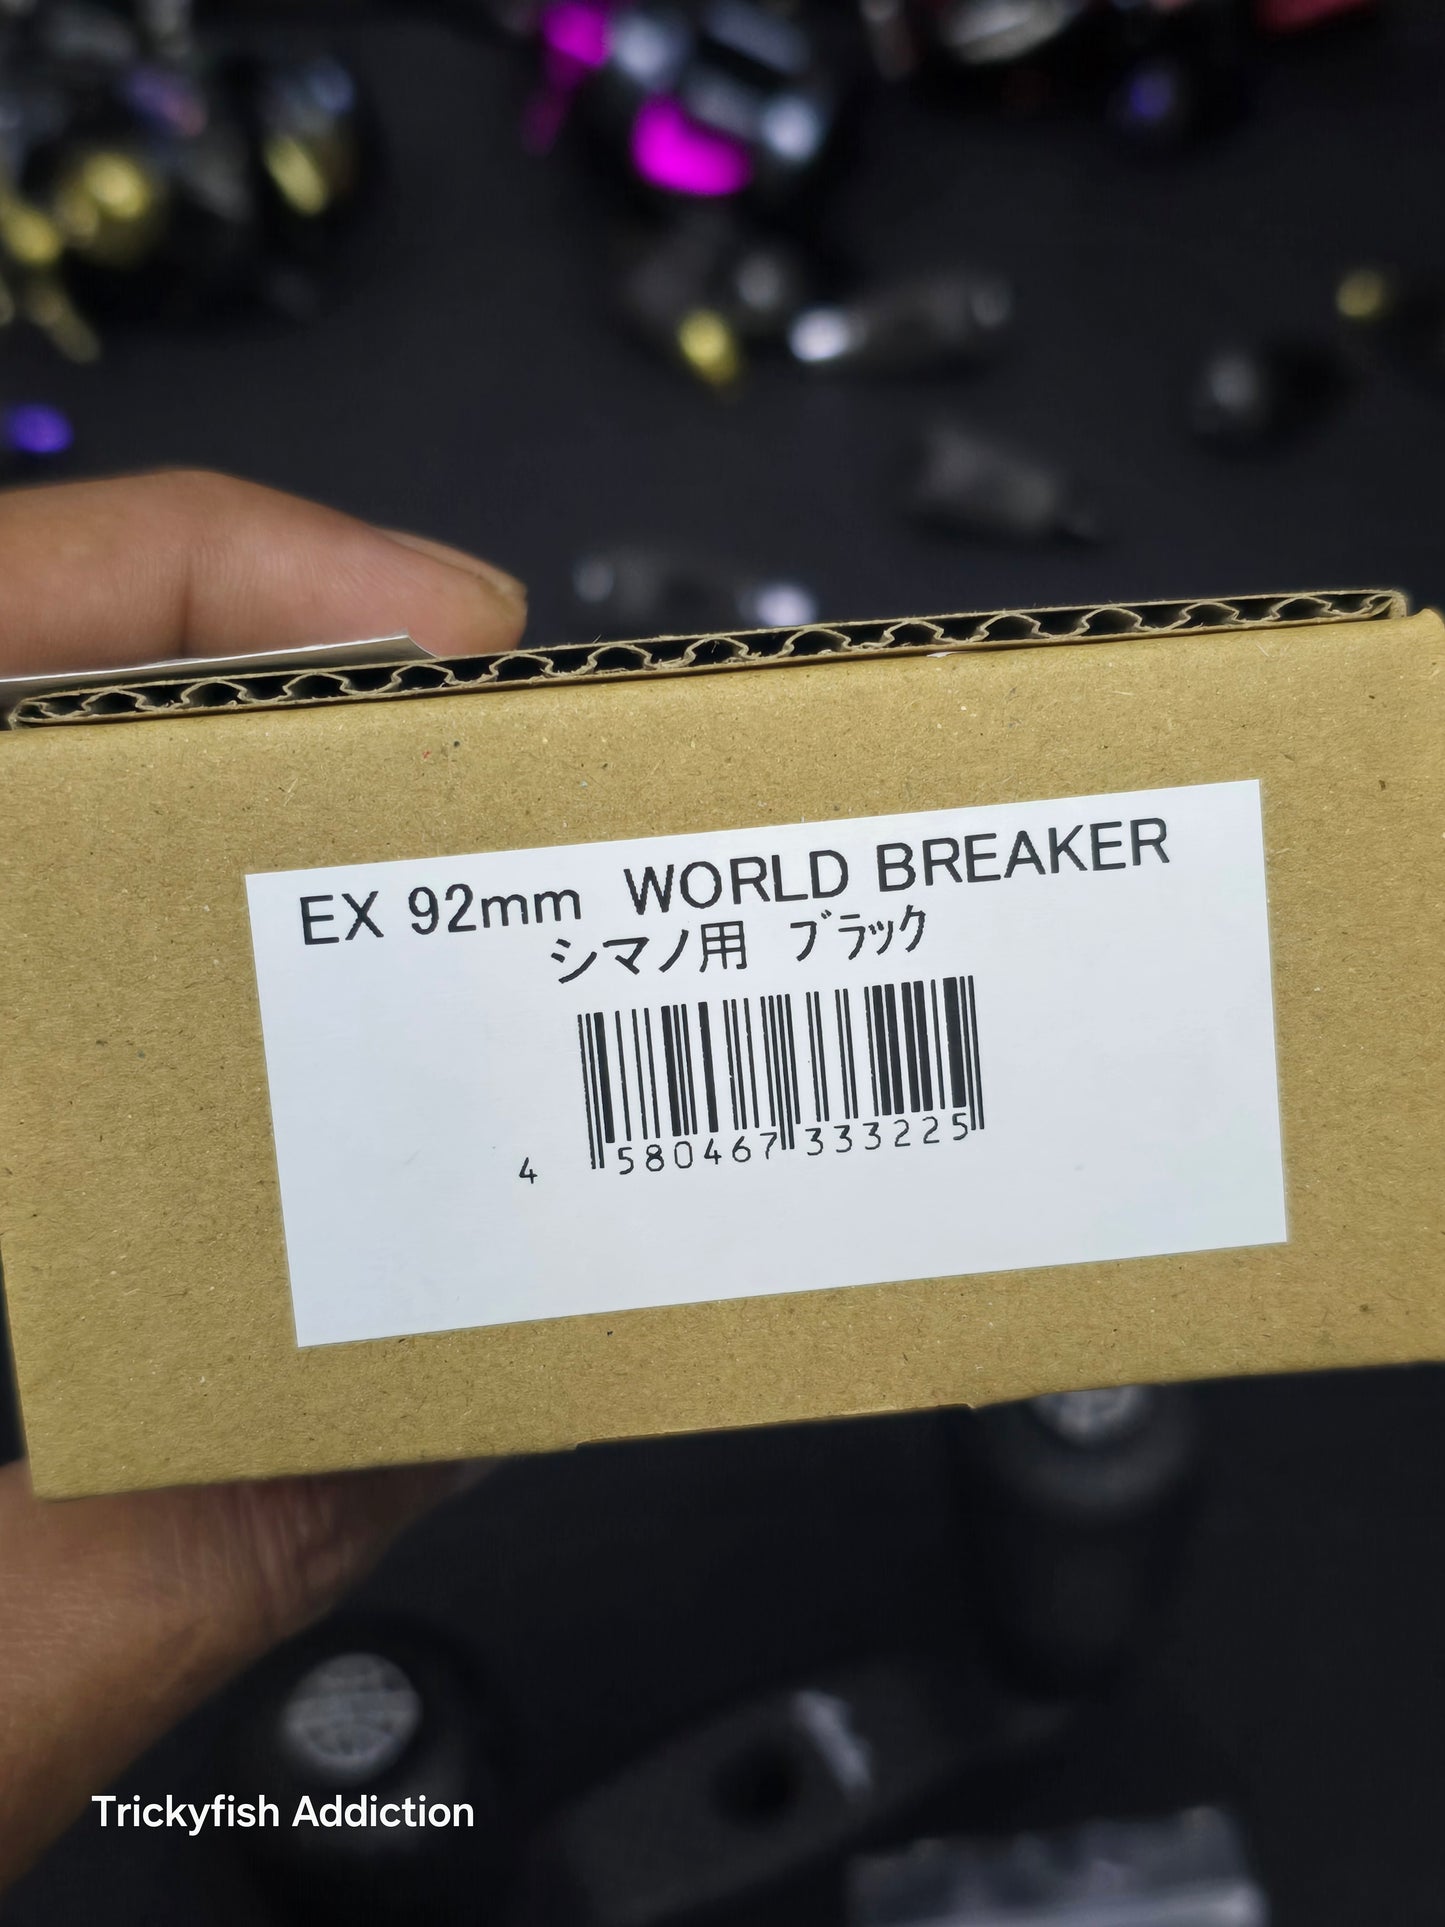 EX 92mm WORLD BREAKER
シマノ用 ブラック
4 580467 333225
Trickyfish Addiction